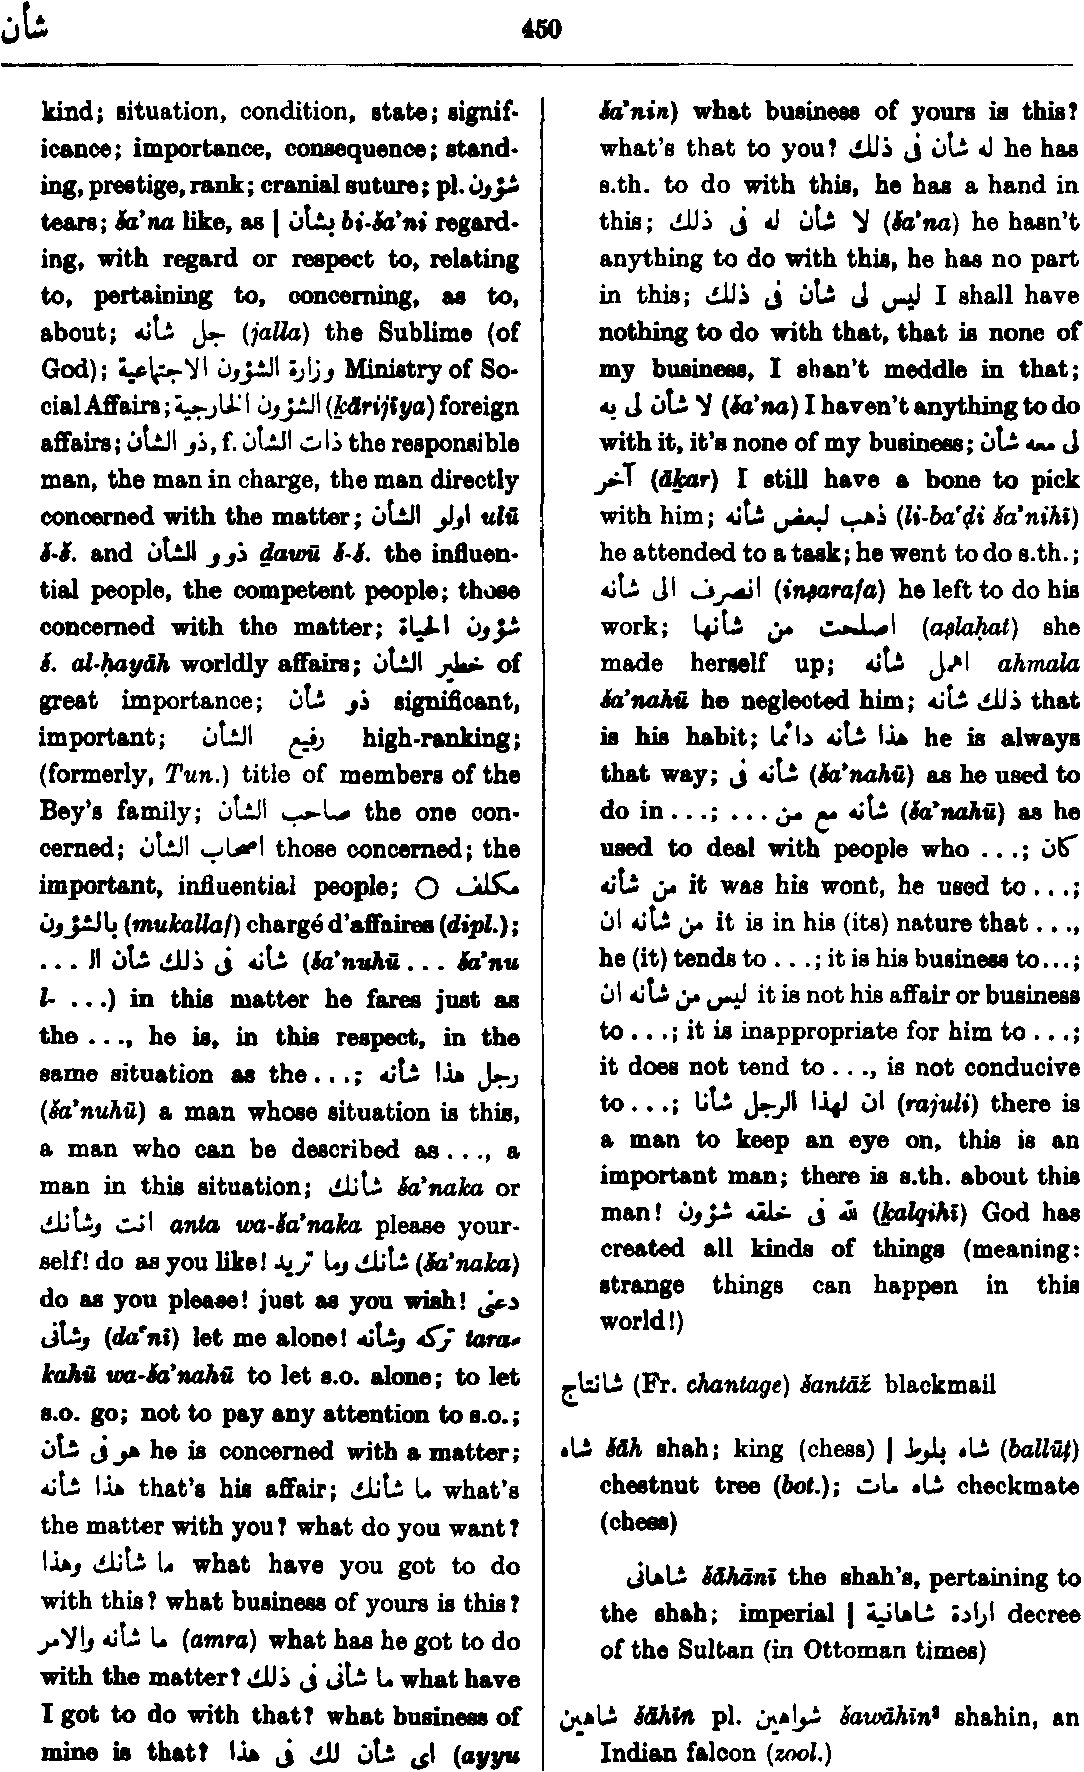 شأن
450
kind; situation, condition, state; signif-
icance; importance, consequence; stand-
ing, prestige, rank; cranial suture; pl. شؤون
tears; ša’na like, as | بشأن bi-ša’ni regard-
ing, with regard or respect to, relating
to, pertaining to, concerning, as to,
about; جل شأنه (jalla) the Sublime (of
God); وزارة الشؤون الاجتماعية Ministry of So-
cial Affairs; الشؤون الخارجية (ḵārijīya) foreign
affairs; ذو الشأن, f. ذات الشأن the responsible
man, the man in charge, the man directly
concerned with the matter; اولو الشأن ulū
š-š. and ذوو الشأن ḏawū š-š. the influen-
tial people, the competent people; those
concerned with the matter; شؤون الحياة
š. al-ḥayāh worldly affairs; خطير الشأن of
great importance; ذو شأن significant,
important; رفيع الشأن high-ranking;
(formerly, Tun.) title of members of the
Bey’s family; صاحب الشأن the one con-
cerned; اصحاب الشأن those concerned; the
important, influential people; ○ مكلف
بالشؤون (mukallaf) chargé d’affaires (dipl.);
شأنه فى ذلك شأن الـ ... (ša’nuhū ... ša’nu
l- ...) in this matter he fares just as
the ..., he is, in this respect, in the
same situation as the ...; رجل هذا شأنه
(ša’nuhū) a man whose situation is this,
a man who can be described as ..., a
man in this situation; شأنك ša’naka or
انت وشأنك anta wa-ša’naka please your-
self! do as you like! شأنك وما تريد (ša’naka)
do as you please! just as you wish! دعنى
وشأنى (da‘nī) let me alone! تركه وشأنه tara-
kahū wa-ša’nahū to let s.o. alone; to let
s.o. go; not to pay any attention to s.o.;
هو فى شأن he is concerned with a matter;
هذا شأنه that’s his affair; ما شأنك what’s
the matter with you? what do you want?
ما شأنك وهذا what have you got to do
with this? what business of yours is this?
ما شأنه والامر (amra) what has he got to do
with the matter? ما شأنى فى ذلك what have
I got to do with that? what business of
mine is that? اى شأن لك فى هذا (ayyu
ša’nin) what business of yours is this?
what’s that to you? له شأن فى ذلك he has
s.th. to do with this, he has a hand in
this; لا شأن له فى ذلك (ša’na) he hasn’t
anything to do with this, he has no part
in this; ليس لى شأن فى ذلك I shall have
nothing to do with that, that is none of
my business, I shan’t meddle in that;
لا شأن لى به (ša’na) I haven’t anything to do
with it, it’s none of my business; لى معه شأن
آخر (āḵar) I still have a bone to pick
with him; ذهب لبعض شأنه (li-ba‘ḍi ša’nihī)
he attended to a task; he went to do s.th.;
انصرف الى شأنه (inṣarafa) he left to do his
work; اصلحت من شأنها (aṣlaḥat) she
made herself up; اهمل شأنه ahmala
ša’nahū he neglected him; ذلك شأنه that
is his habit; هذا شأنه دائما he is always
that way; شأنه فى (ša’nahū) as he used to
do in ...; شأنه مع من ... (ša’nahū) as he
used to deal with people who ...; كان
من شأنه it was his wont, he used to ...;
من شأنه ان it is in his (its) nature that ...,
he (it) tends to ...; it is his business to...;
ليس من شأنه ان it is not his affair or business
to ...; it is inappropriate for him to ...;
it does not tend to ..., is not conducive
to ...; ان لهذا الرجل شأنا (rajuli) there is
a man to keep an eye on, this is an
important man; there is s.th. about this
man! لله فى خلقه شؤون (ḵalqihī) God has
created all kinds of things (meaning:
strange things can happen in this
world!)
شانتاج (Fr. chantage) šantāž blackmail
شاه šāh shah; king (chess) | شاه بلوط (ballūṭ)
chestnut tree (bot.); شاه مات checkmate
(chess)
شاهانى šāhānī the shah’s, pertaining to
the shah; imperial | ارادة شاهانية decree
of the Sultan (in Ottoman times)
شاهين šāhīn pl. شواهين šawāhīn² shahin, an
Indian falcon (zool.)